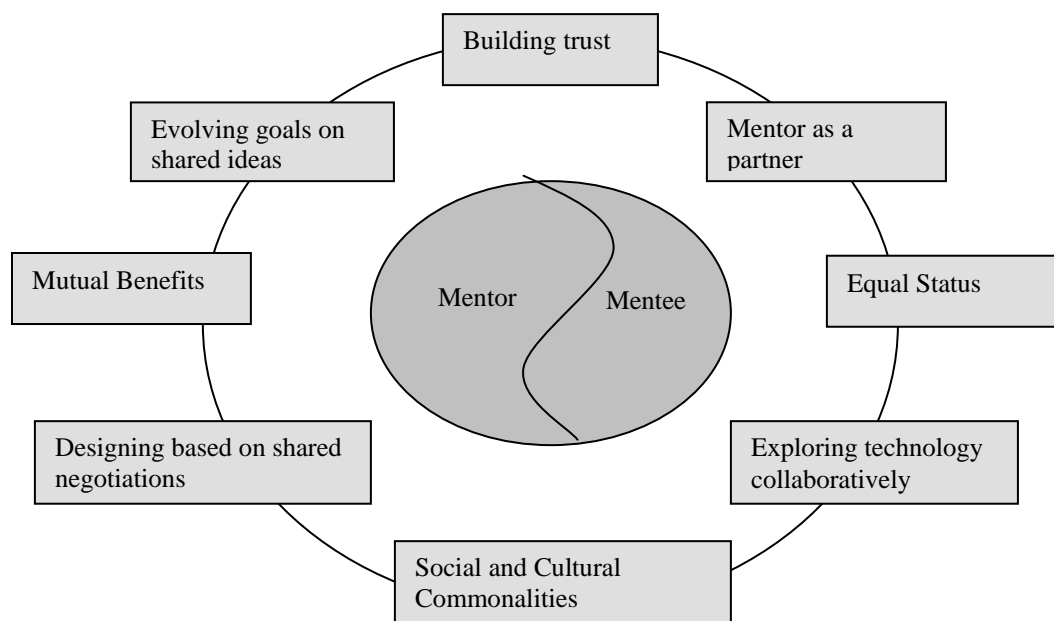 Building trust
Evolving goals on
shared ideas
Mentor as a
partner
Mutual Benefits
Mentor
Mentee
Equal Status
Designing based on shared
negotiations
Exploring technology
collaboratively
Social and Cultural
Commonalities